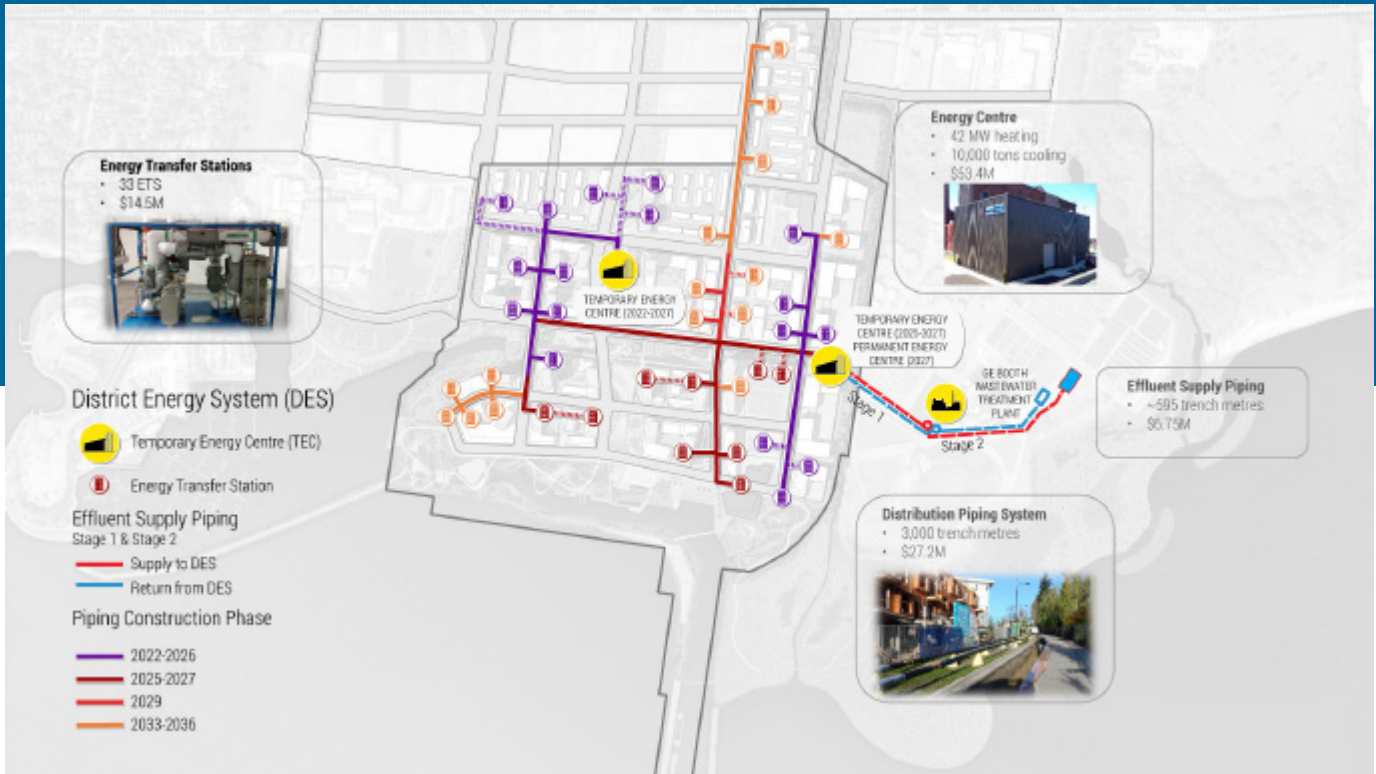 Energy Transfer Stations
• 33 ETS
• $14.5M
Energy Centre
• 42 MW heating
• 10,000 tons cooling
• $53.4M
TEMPORARY ENERGY
CENTRE (2022-2027)
TEMPORARY ENERGY
CENTRE (2025-2027)
PERMANENT ENERGY
CENTRE (2027)
GE BOOTH
WASTEWATER
TREATMENT
PLANT
Stage 1
Stage 2
Effluent Supply Piping
• ~595 trench metres
• $6.75M
Distribution Piping System
• 3,000 trench metres
• $27.2M
District Energy System (DES)
Temporary Energy Centre (TEC)
Energy Transfer Station
Effluent Supply Piping
Stage 1 & Stage 2
Supply to DES
Return from DES
Piping Construction Phase
2022-2026
2025-2027
2029
2033-2036